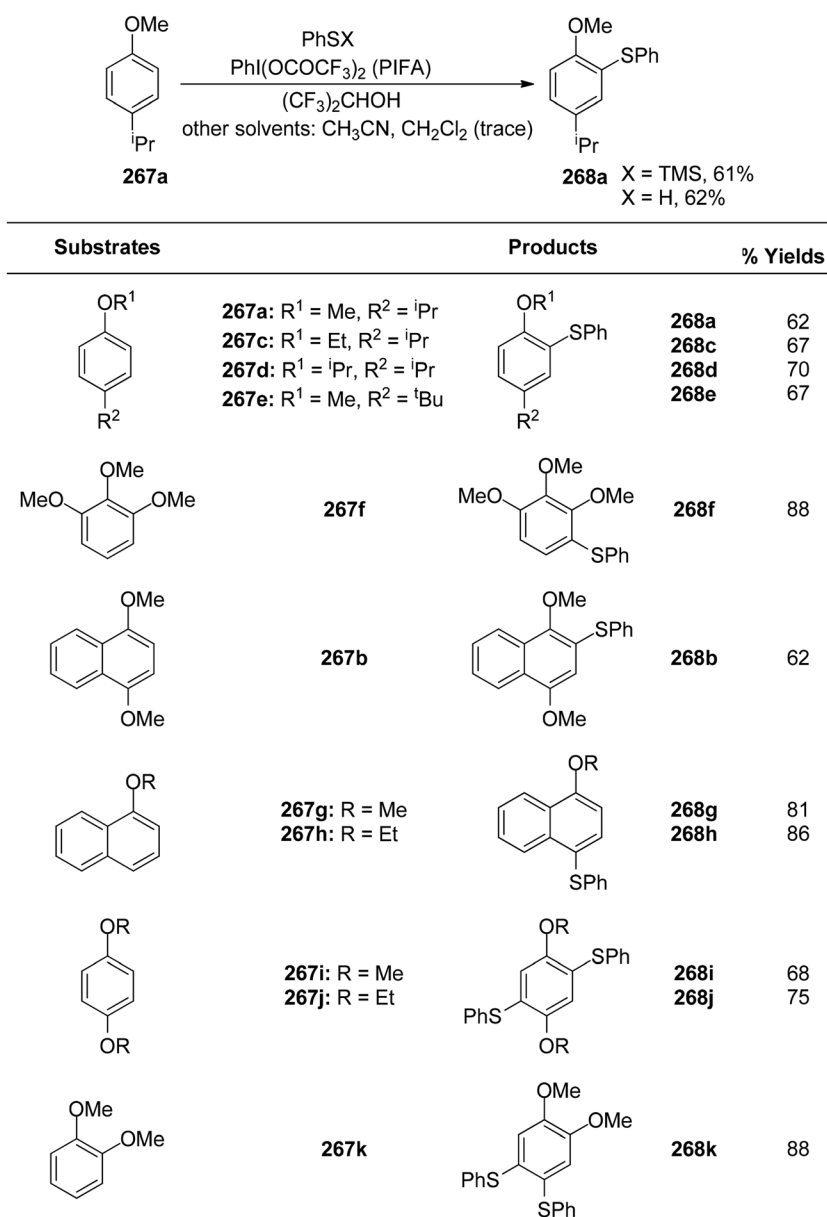 OMe
PhSX
PhI(OCOCF3)2 (PIFA)
(CF3)2CHOH
other solvents: CH3CN, CH2Cl2 (trace)
iPr
267a
OMe
SPh
iPr
268a X = TMS, 61%
X = H, 62%
Substrates Products % Yields
OR1
R2
267a: R1 = Me, R2 = iPr
267c: R1 = Et, R2 = iPr
267d: R1 = iPr, R2 = iPr
267e: R1 = Me, R2 = tBu
OR1
SPh
R2
268a 62
268c 67
268d 70
268e 67
OMe
MeO OMe
267f
OMe
MeO OMe
SPh
268f 88
OMe
OMe
267b
OMe
SPh
OMe
268b 62
OR
267g: R = Me
267h: R = Et
OR
SPh
268g 81
268h 86
OR
OR
267i: R = Me
267j: R = Et
OR
SPh
PhS
OR
268i 68
268j 75
OMe
OMe
267k
OMe
OMe
PhS
SPh
268k 88